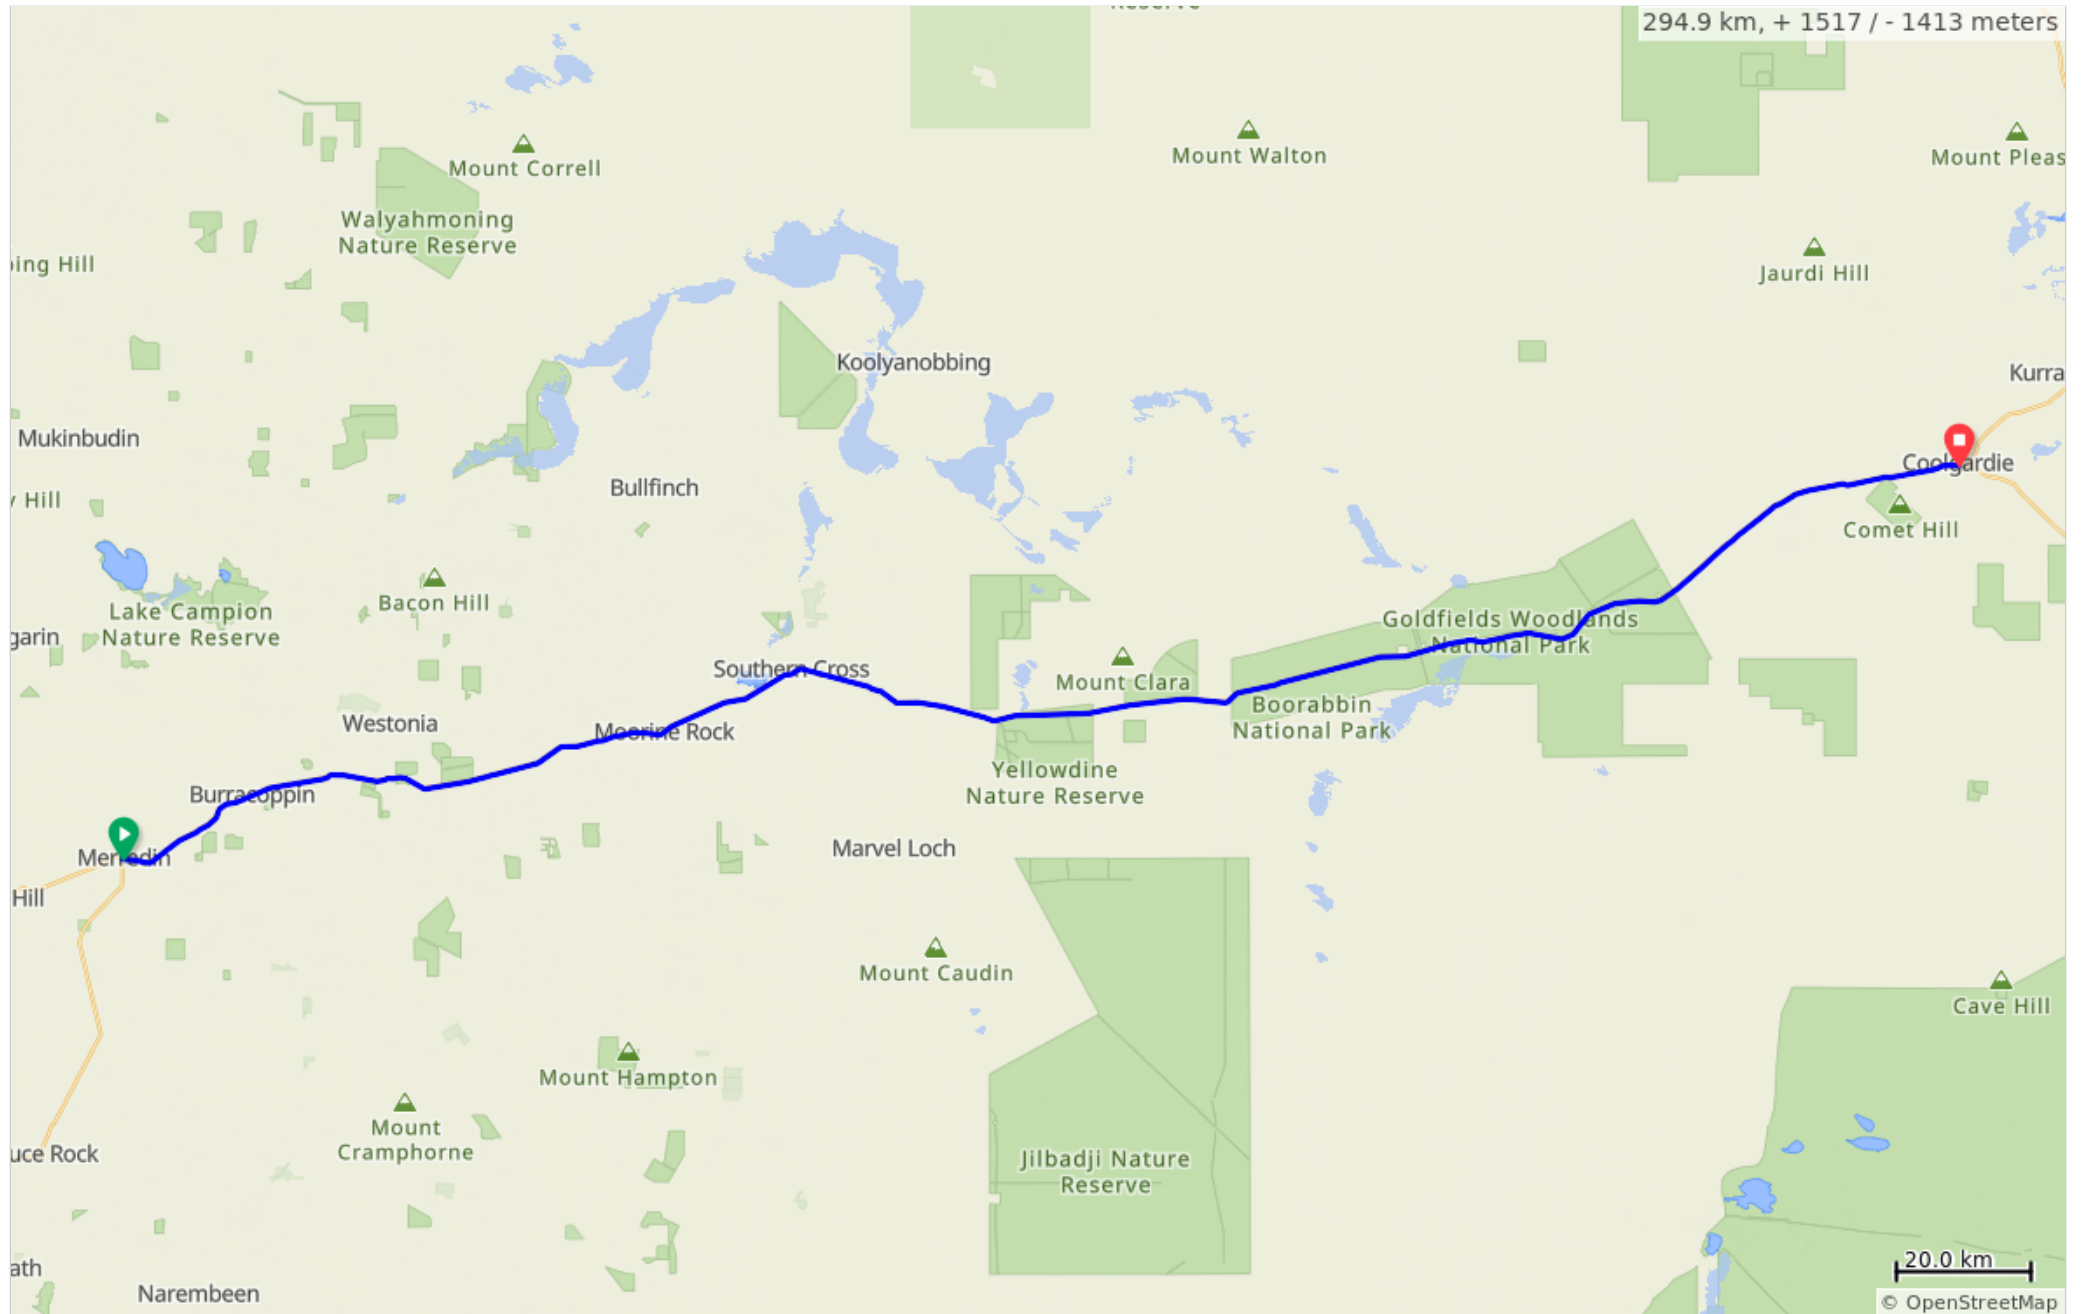 Reserve
294.9 km, + 1517 / - 1413 meters
Mount Correll
Mount Walton
Mount Pleas
Walyahmoning
Nature Reserve
ing Hill
Jaurdi Hill
Koolyanobbing
Kurra
Mukinbudin
Coolgardie
Bullfinch
y Hill
Comet Hill
Bacon Hill
Lake Campion
Nature Reserve
garin
Goldfields Woodlands
National Park
Southern Cross
Mount Clara
Boorabbin
National Park
Westonia
Moorine Rock
Yellowdine
Nature Reserve
Burracoppin
Marvel Loch
Merredin
Hill
Mount Caudin
Cave Hill
Mount Hampton
Mount
Cramphorne
uce Rock
Jilbadji Nature
Reserve
20.0 km
ath
Narembeen
© OpenStreetMap